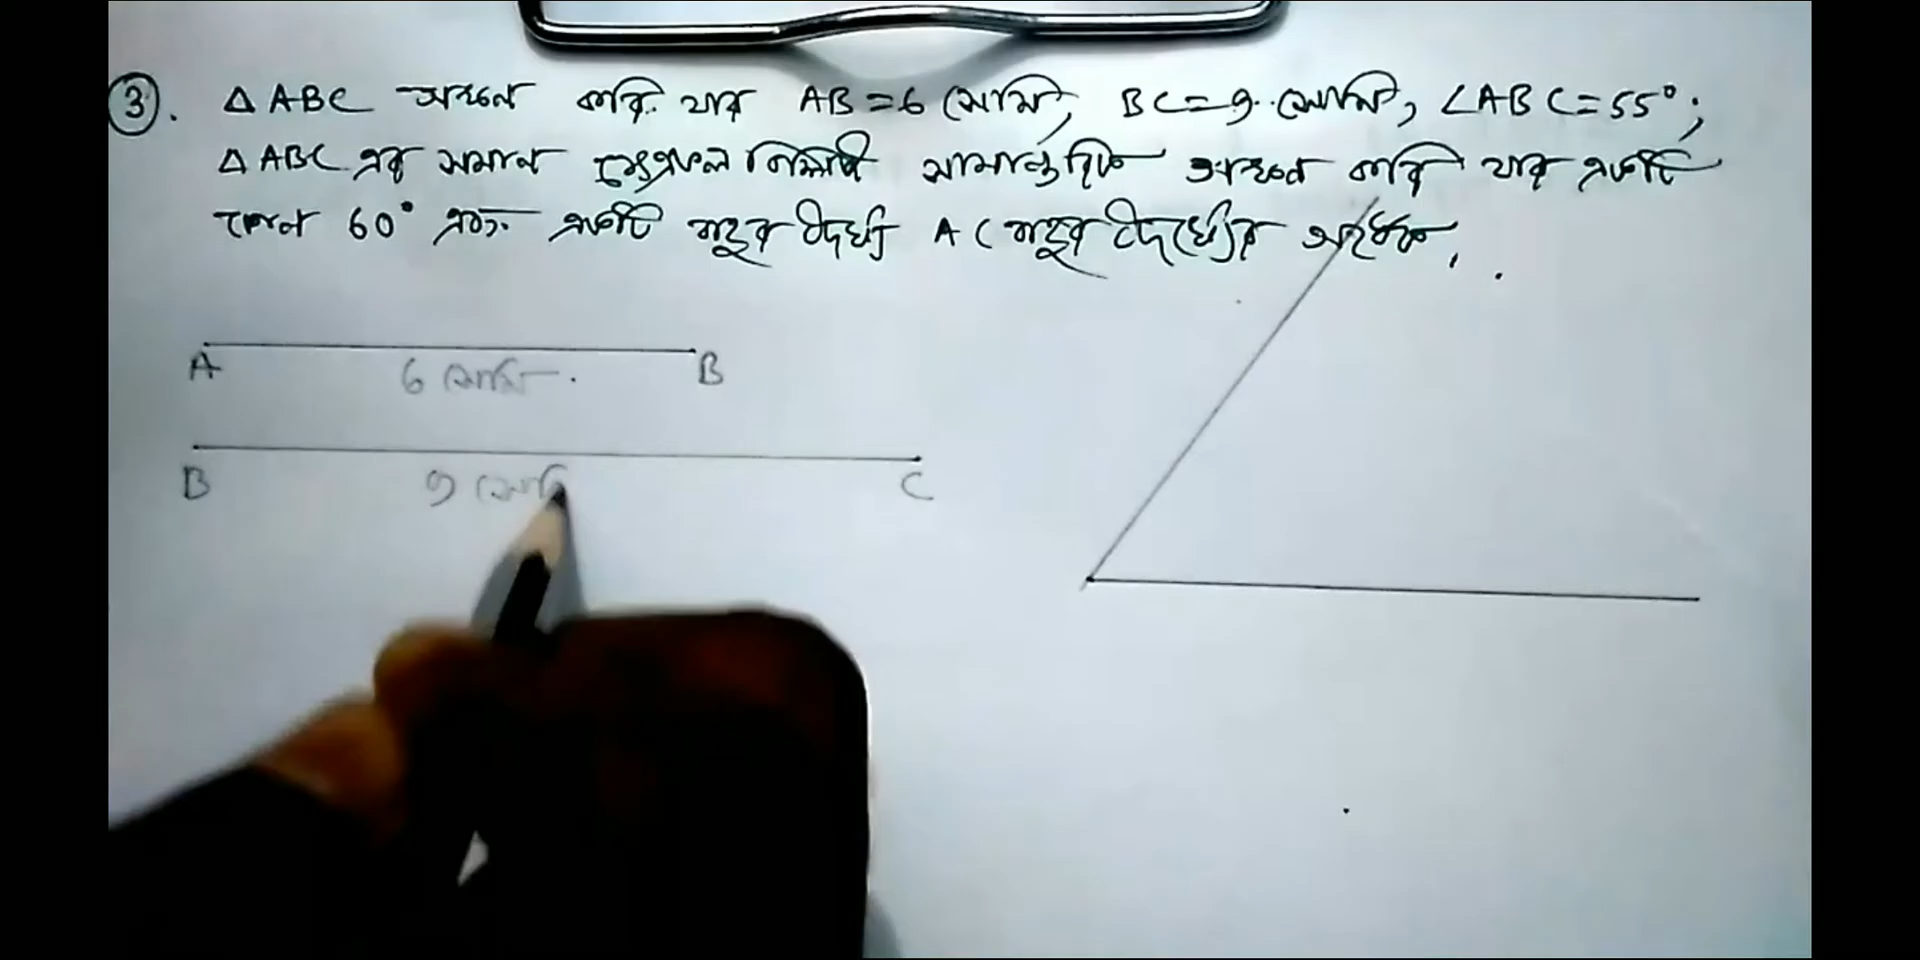 3. △ABC অঙ্কন করি যার AB = 6 সেমি, BC = 9 সেমি, ∠ABC = 55°;
△ABC এর সমান ক্ষেত্রফল বিশিষ্ট সামান্তরিক অঙ্কন করি যার একটি
কোণ 60° এবং একটি বাহুর দৈর্ঘ্য AC বাহুর দৈর্ঘ্যের অর্ধেক।
A B
6 সেমি.
B C
9 সেমি